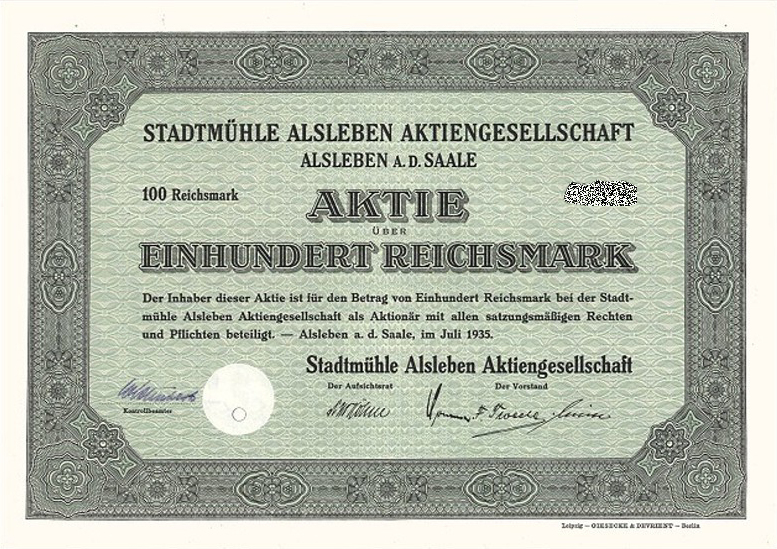 STADTMÜHLE ALSLEBEN AKTIENGESELLSCHAFT
ALSLEBEN A. D. SAALE
100 Reichsmark
AKTIE
ÜBER
EINHUNDERT REICHSMARK
Der Inhaber dieser Aktie ist für den Betrag von Einhundert Reichsmark bei der Stadt-
mühle Alsleben Aktiengesellschaft als Aktionär mit allen satzungsmäßigen Rechten
und Pflichten beteiligt. — Alsleben a. d. Saale, im Juli 1935.
Stadtmühle Alsleben Aktiengesellschaft
Der Aufsichtsrat
Der Vorstand
Kontrollbeamter
Leipzig — GIESECKE & DEVRIENT — Berlin